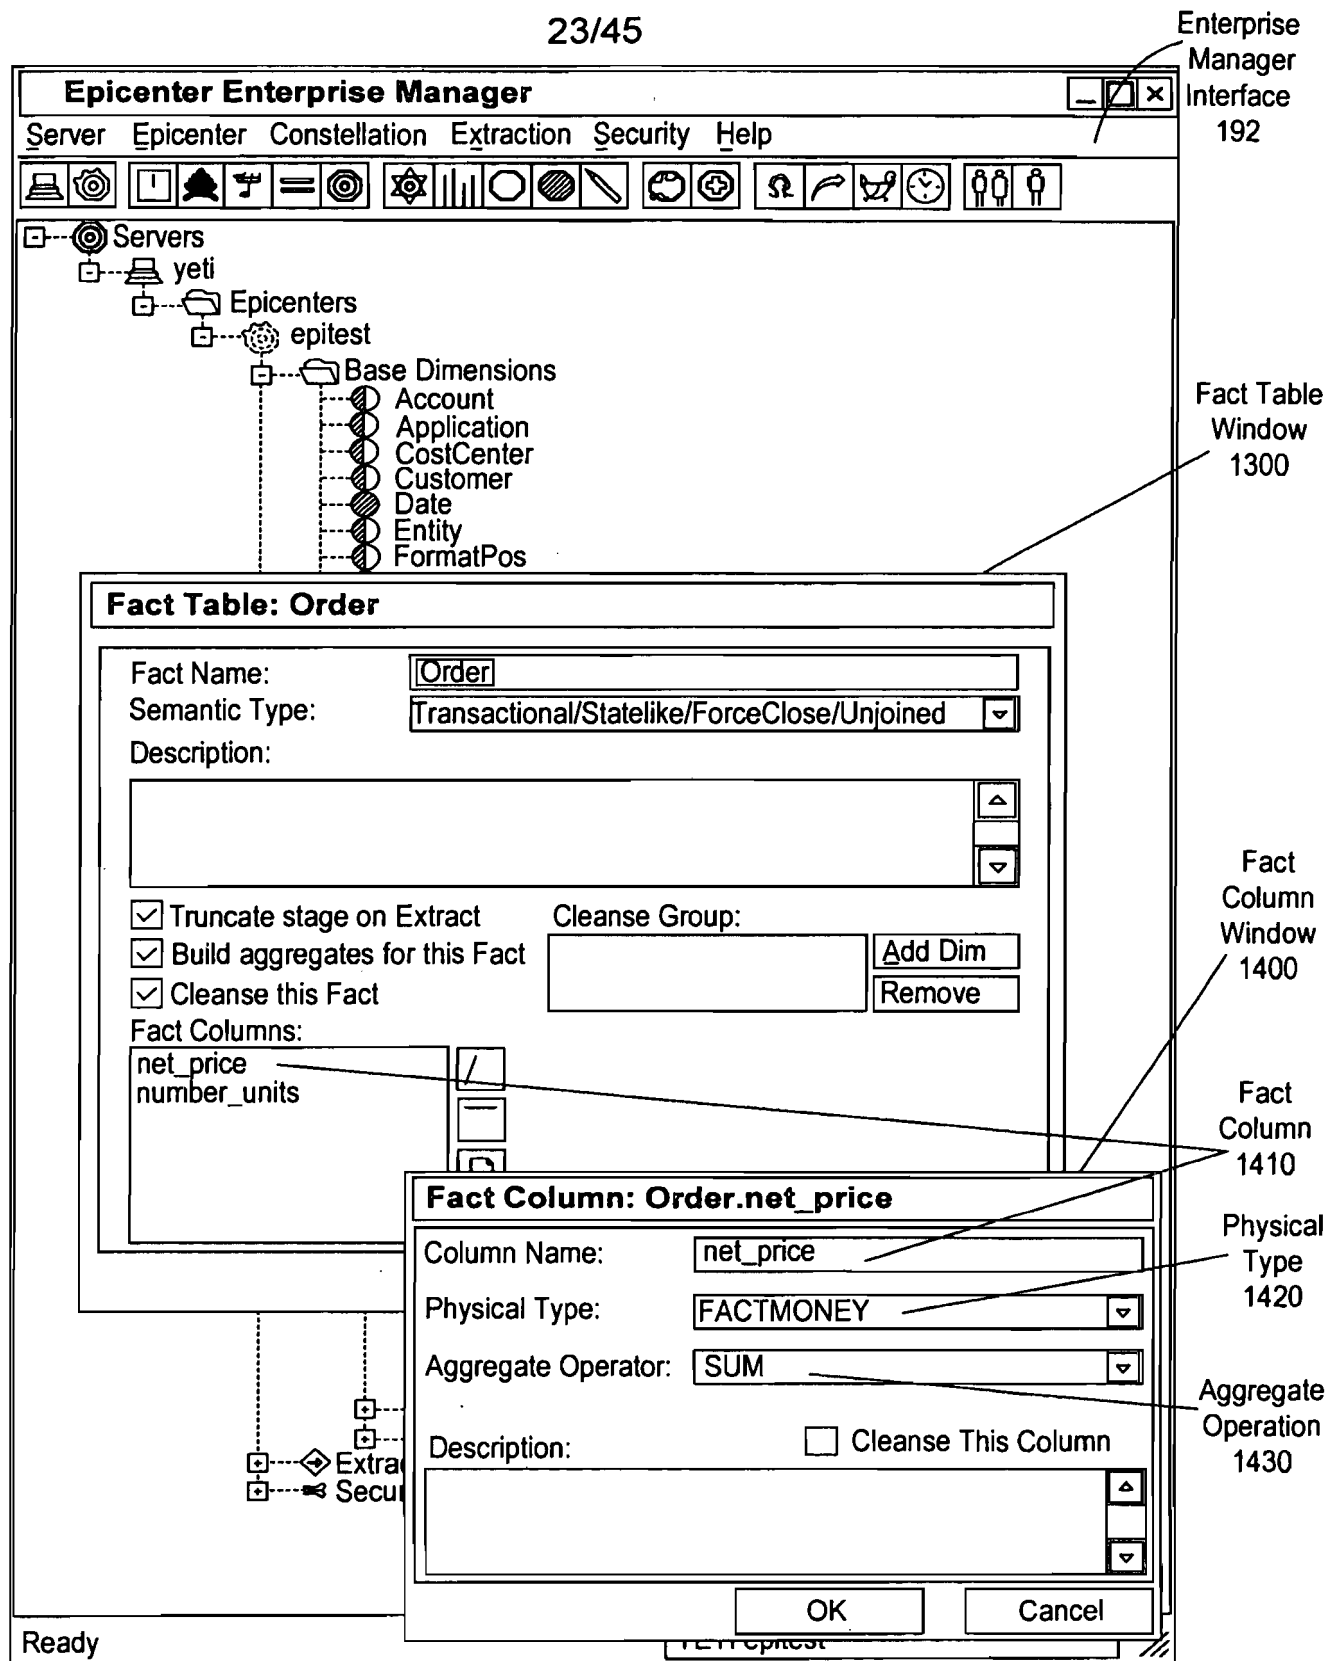 23/45
Enterprise
Manager
Interface
192
Epicenter Enterprise Manager
Server Epicenter Constellation Extraction Security Help
Servers
yeti
Epicenters
epitest
Base Dimensions
Account
Application
CostCenter
Customer
Date
Entity
FormatPos
Fact Table
Window
1300
Fact Table: Order
Fact Name: Order
Semantic Type: Transactional/Statelike/ForceClose/Unjoined
Description:
Truncate stage on Extract
Build aggregates for this Fact
Cleanse this Fact
Cleanse Group:
Add Dim
Remove
Fact Columns:
net_price
number_units
Fact
Column
Window
1400
Fact
Column
1410
Physical
Type
1420
Fact Column: Order.net_price
Column Name: net_price
Physical Type: FACTMONEY
Aggregate Operator: SUM
Aggregate
Operation
1430
Description:
Cleanse This Column
Extra
Secu
OK Cancel
Ready
YETI epitest